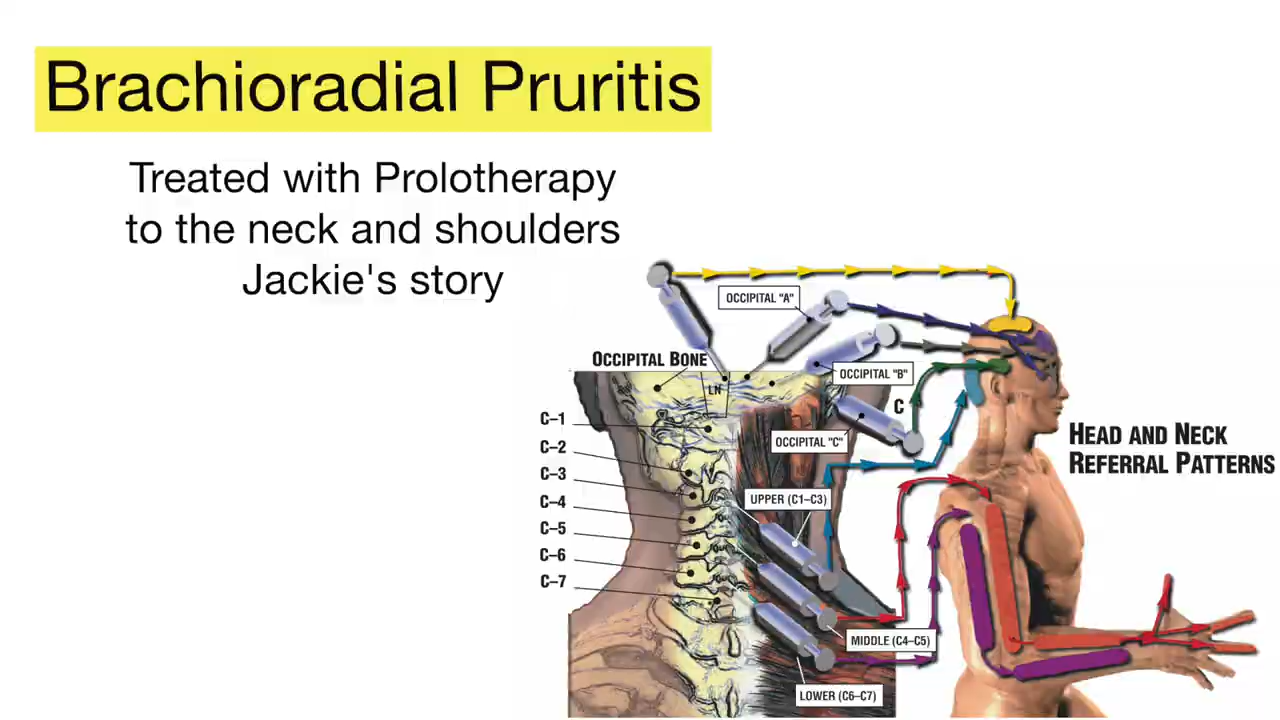 Brachioradial Pruritis
Treated with Prolotherapy
to the neck and shoulders
Jackie's story
OCCIPITAL "A"
OCCIPITAL BONE
OCCIPITAL "B"
LN
C
C–1
OCCIPITAL "C"
HEAD AND NECK
REFERRAL PATTERNS
C–2
C–3
C–4
UPPER (C1–C3)
C–5
C–6
C–7
MIDDLE (C4–C5)
LOWER (C6–C7)